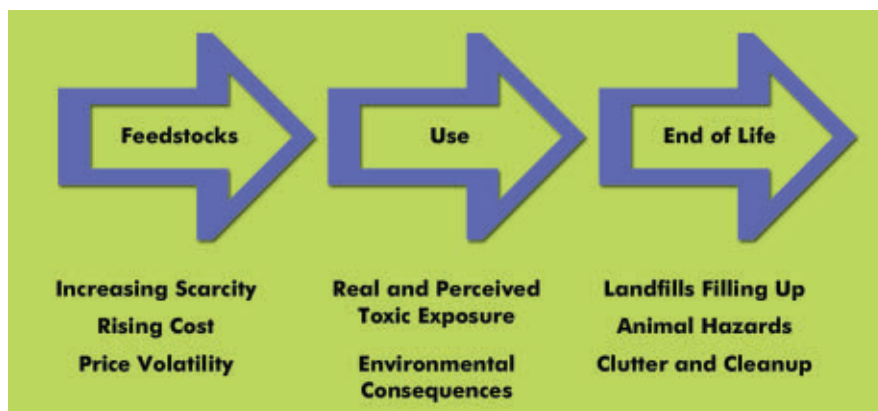 Feedstocks
Use
End of Life
Increasing Scarcity
Rising Cost
Price Volatility
Real and Perceived
Toxic Exposure
Environmental
Consequences
Landfills Filling Up
Animal Hazards
Clutter and Cleanup